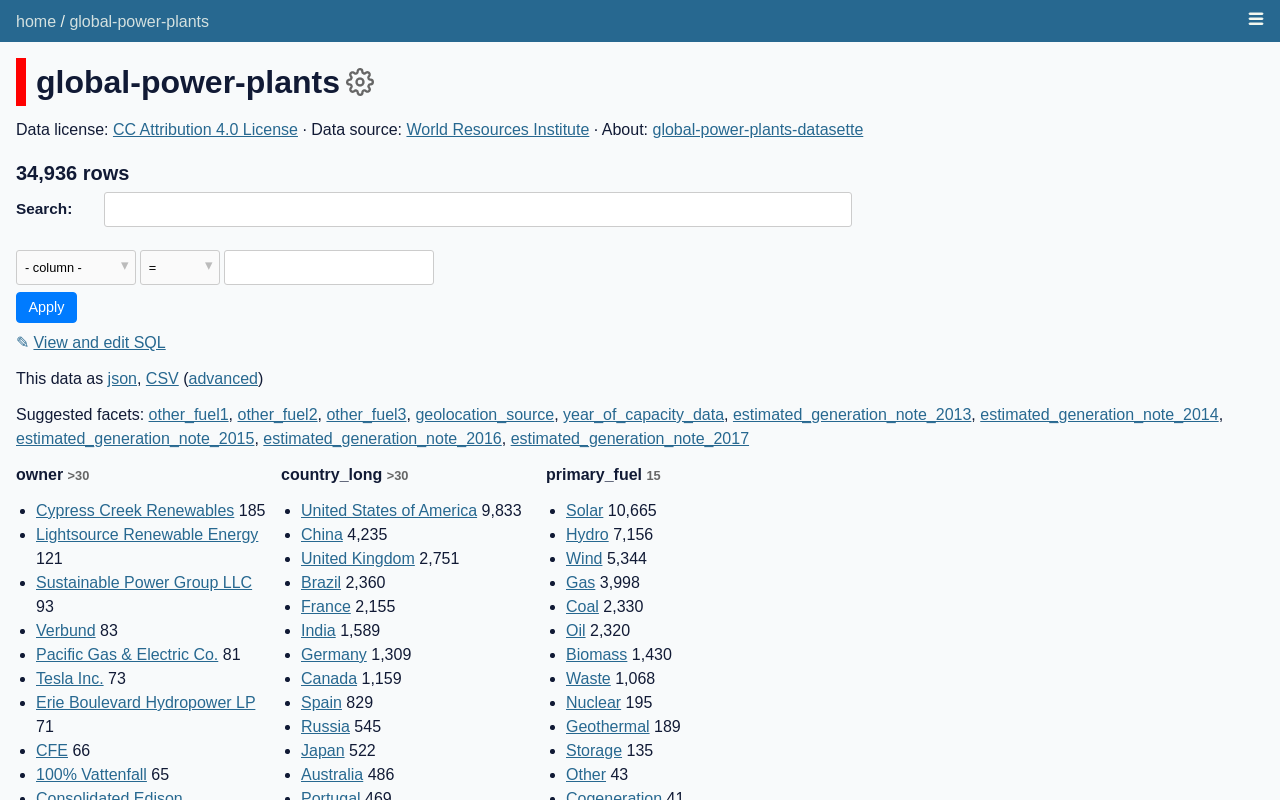 home / global-power-plants
global-power-plants
Data license: CC Attribution 4.0 License · Data source: World Resources Institute · About: global-power-plants-datasette
34,936 rows
Search:
- column - ▼ = ▼
Apply
✎ View and edit SQL
This data as json, CSV (advanced)
Suggested facets: other_fuel1, other_fuel2, other_fuel3, geolocation_source, year_of_capacity_data, estimated_generation_note_2013, estimated_generation_note_2014,
estimated_generation_note_2015, estimated_generation_note_2016, estimated_generation_note_2017
owner >30
Cypress Creek Renewables 185
Lightsource Renewable Energy
121
Sustainable Power Group LLC
93
Verbund 83
Pacific Gas & Electric Co. 81
Tesla Inc. 73
Erie Boulevard Hydropower LP
71
CFE 66
100% Vattenfall 65
Consolidated Edison
country_long >30
United States of America 9,833
China 4,235
United Kingdom 2,751
Brazil 2,360
France 2,155
India 1,589
Germany 1,309
Canada 1,159
Spain 829
Russia 545
Japan 522
Australia 486
Portugal 469
primary_fuel 15
Solar 10,665
Hydro 7,156
Wind 5,344
Gas 3,998
Coal 2,330
Oil 2,320
Biomass 1,430
Waste 1,068
Nuclear 195
Geothermal 189
Storage 135
Other 43
Cogeneration 41